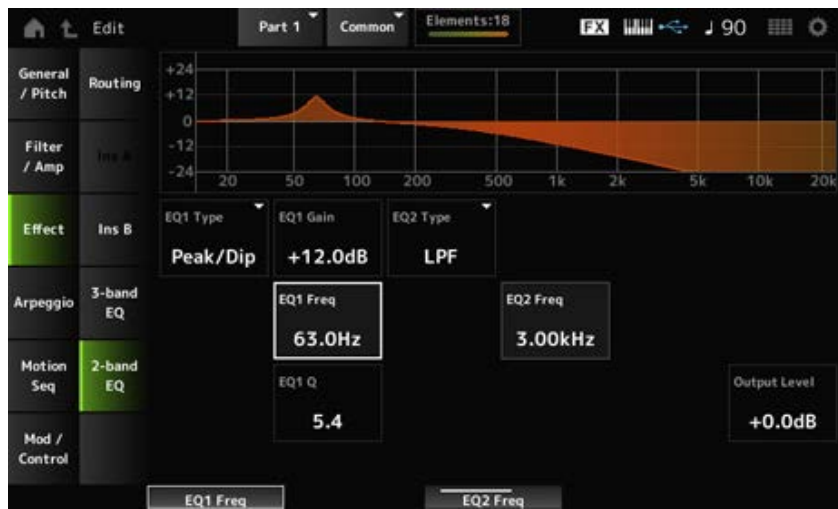 Edit
Part 1
Common
Elements:18
FX
♩ 90
General / Pitch
Routing
Filter / Amp
Ins A
Effect
Ins B
Arpeggio
3-band EQ
Motion Seq
2-band EQ
Mod / Control
+24
+12
0
-12
-24
20 50 100 200 500 1k 2k 5k 10k 20k
EQ1 Type
Peak/Dip
EQ1 Gain
+12.0dB
EQ2 Type
LPF
EQ1 Freq
63.0Hz
EQ2 Freq
3.00kHz
EQ1 Q
5.4
Output Level
+0.0dB
EQ1 Freq
EQ2 Freq